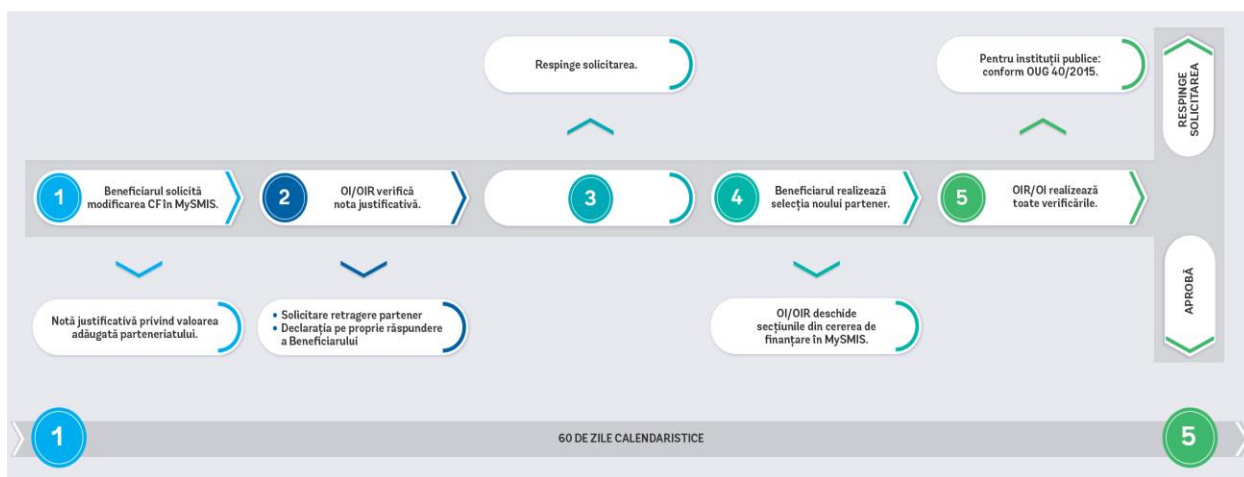 Respinge solicitarea.
Pentru instituții publice:
conform OUG 40/2015.
RESPINGE
SOLICITAREA
1
Beneficiarul solicită
modificarea CF în MySMIS.
2
OI/OIR verifică
nota justificativă.
3
4
Beneficiarul realizează
selecția noului partener.
5
OIR/OI realizează
toate verificările.
Notă justificativă privind valoarea
adăugată parteneriatului.
• Solicitare retragere partener
• Declarația pe proprie răspundere
a Beneficiarului
OI/OIR deschide
secțiunile din cererea de
finanțare în MySMIS.
APROBĂ
1
60 DE ZILE CALENDARISTICE
5